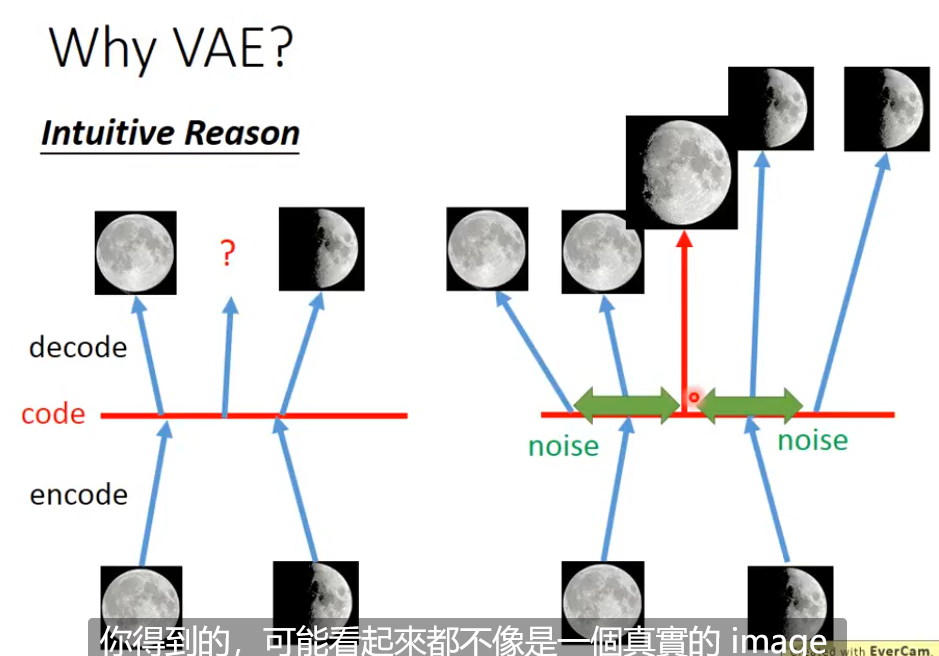 Why VAE?
Intuitive Reason
?
decode
code
noise
noise
encode
你得到的，可能看起來都不像是一個真實的 image
with EverCam.